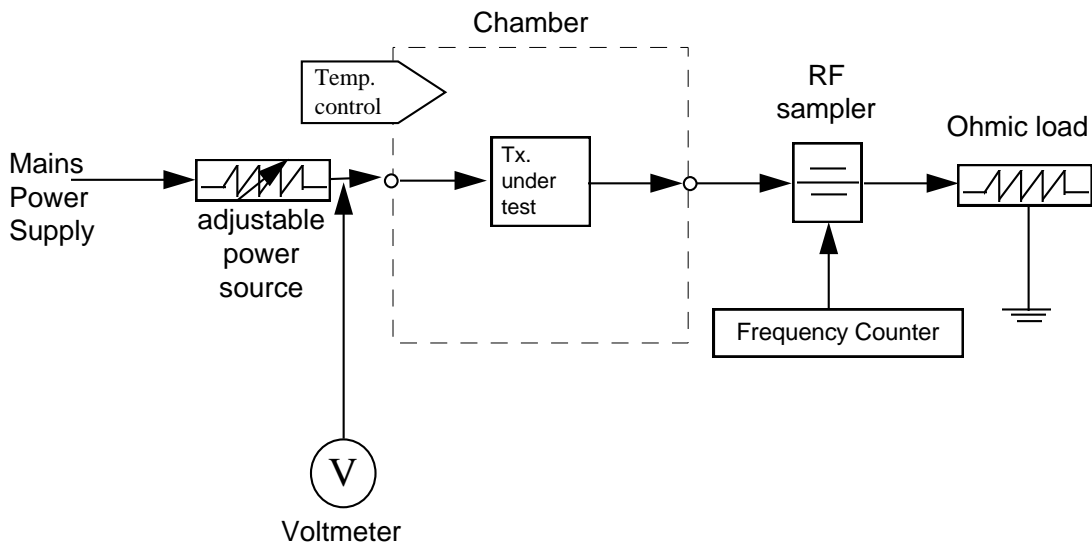 Chamber
Temp.
control
RF
sampler
Ohmic load
Mains
Power
Supply
Tx.
under
test
adjustable
power
source
Frequency Counter
V
Voltmeter